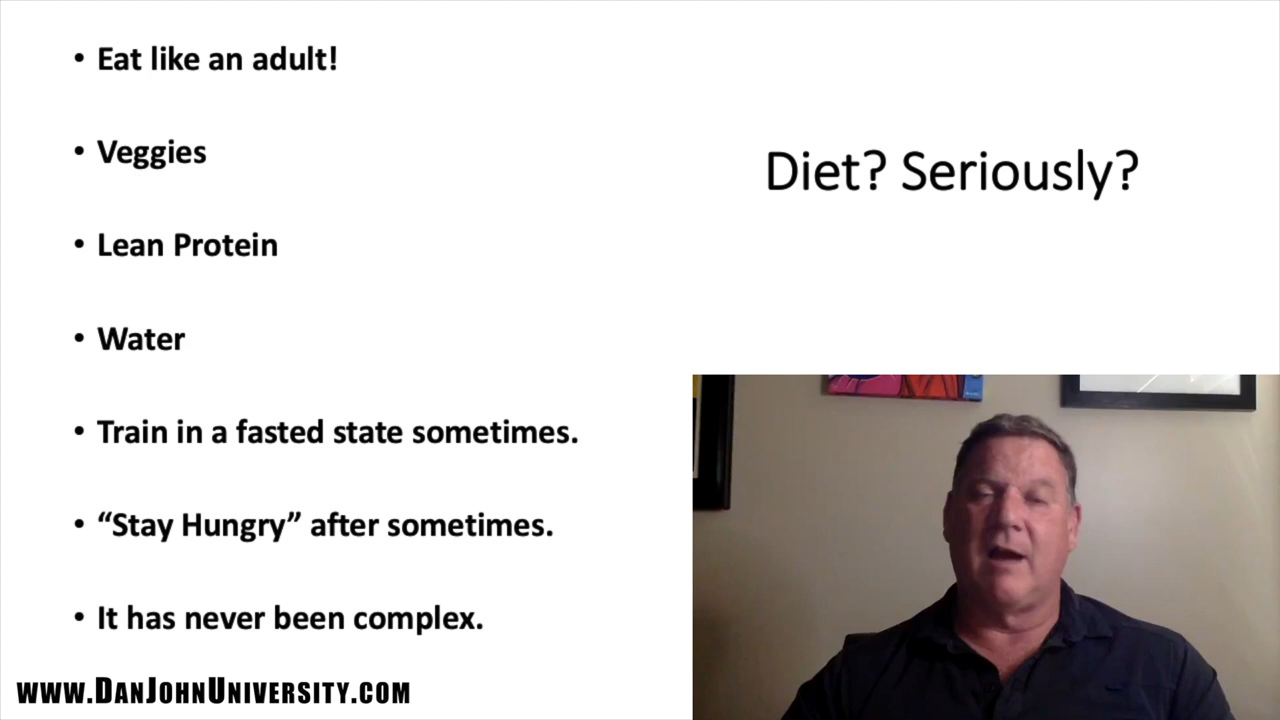 Eat like an adult!
Veggies
Lean Protein
Water
Train in a fasted state sometimes.
“Stay Hungry” after sometimes.
It has never been complex.
Diet? Seriously?
www.DanJohnUniversity.com